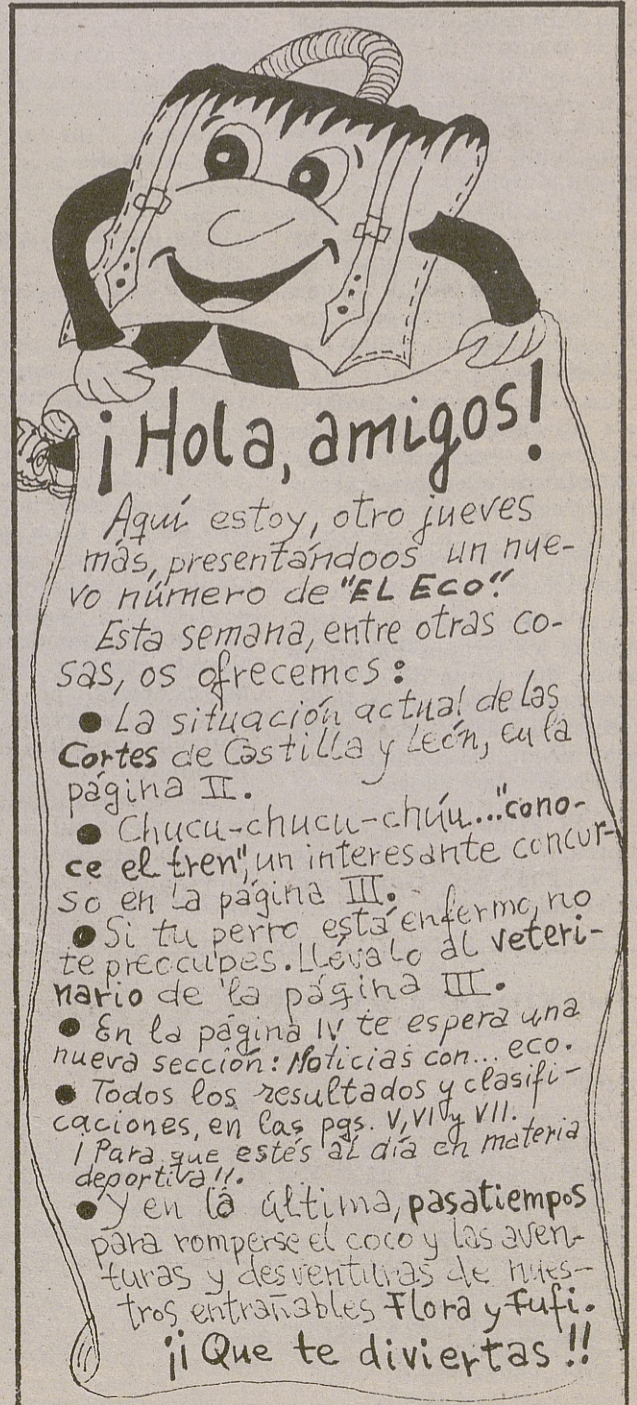 ¡Hola, amigos!
Aquí estoy, otro jueves
más, presentándoos un nue-
vo número de "EL ECO".
Esta semana, entre otras co-
sas, os ofrecemos:
● La situación actual de las
Cortes de Castilla y León, en la
página II.
● Chucu-chucu-chúu..."cono-
ce el tren", un interesante concur-
so en la página III.
● Si tu perro está enfermo, no
te preocupes. Llévalo al veteri-
nario de la página III.
● En la página IV te espera una
nueva sección: Noticias con... eco.
● Todos los resultados y clasifi-
caciones, en las pgs. V, VI y VII.
¡Para que estés al día en materia
deportiva!!.
● Y en la última, pasatiempos
para romperse el coco y las aven-
turas y desventuras de nues-
tros entrañables Flora y Fufi.
¡¡Que te diviertas!!